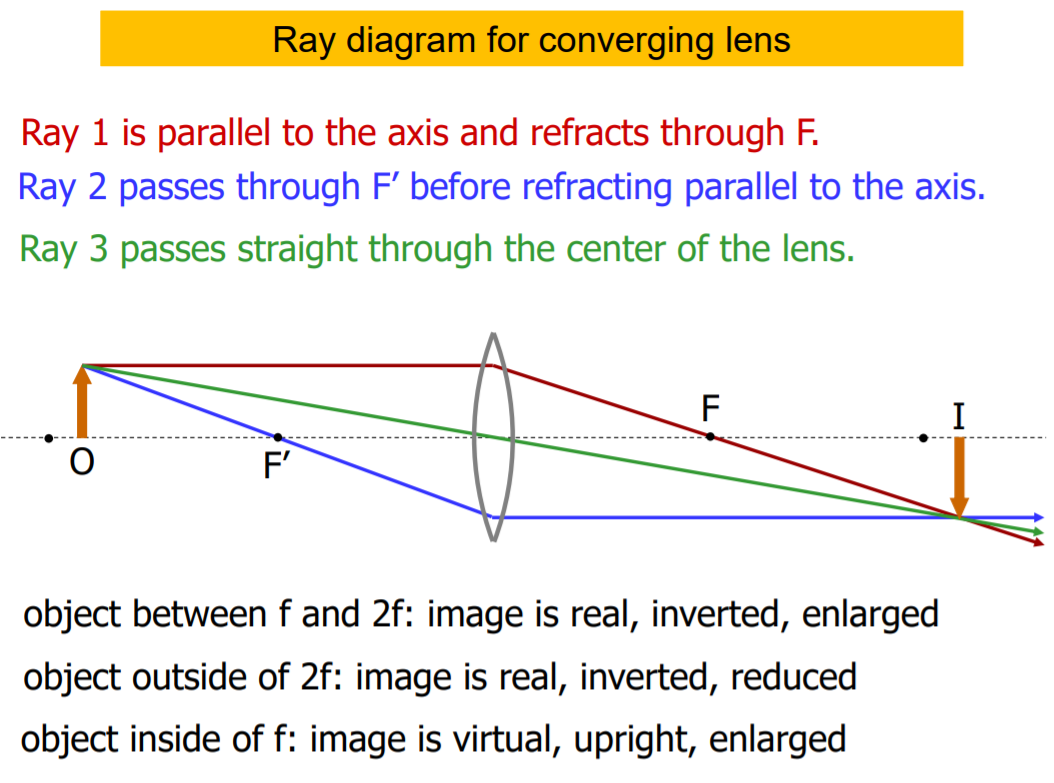 Ray diagram for converging lens
Ray 1 is parallel to the axis and refracts through F.
Ray 2 passes through F’ before refracting parallel to the axis.
Ray 3 passes straight through the center of the lens.
F
I
O
F’
object between f and 2f: image is real, inverted, enlarged
object outside of 2f: image is real, inverted, reduced
object inside of f: image is virtual, upright, enlarged